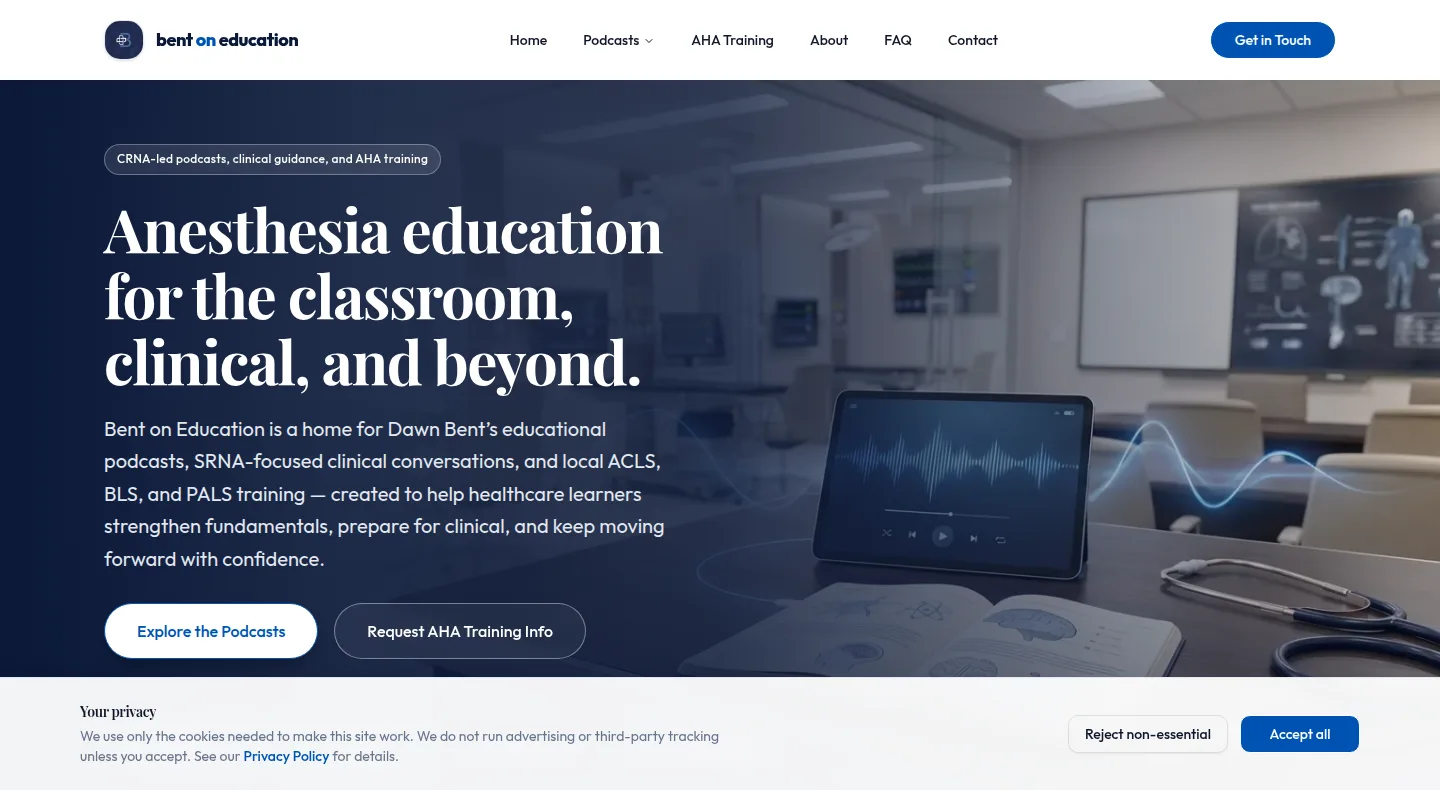 bent on education
Home
Podcasts
AHA Training
About
FAQ
Contact
Get in Touch
CRNA-led podcasts, clinical guidance, and AHA training
Anesthesia education
for the classroom,
clinical, and beyond.
Bent on Education is a home for Dawn Bent’s educational
podcasts, SRNA-focused clinical conversations, and local ACLS,
BLS, and PALS training — created to help healthcare learners
strengthen fundamentals, prepare for clinical, and keep moving
forward with confidence.
Explore the Podcasts
Request AHA Training Info
Your privacy
We use only the cookies needed to make this site work. We do not run advertising or third-party tracking
unless you accept. See our Privacy Policy for details.
Reject non-essential
Accept all